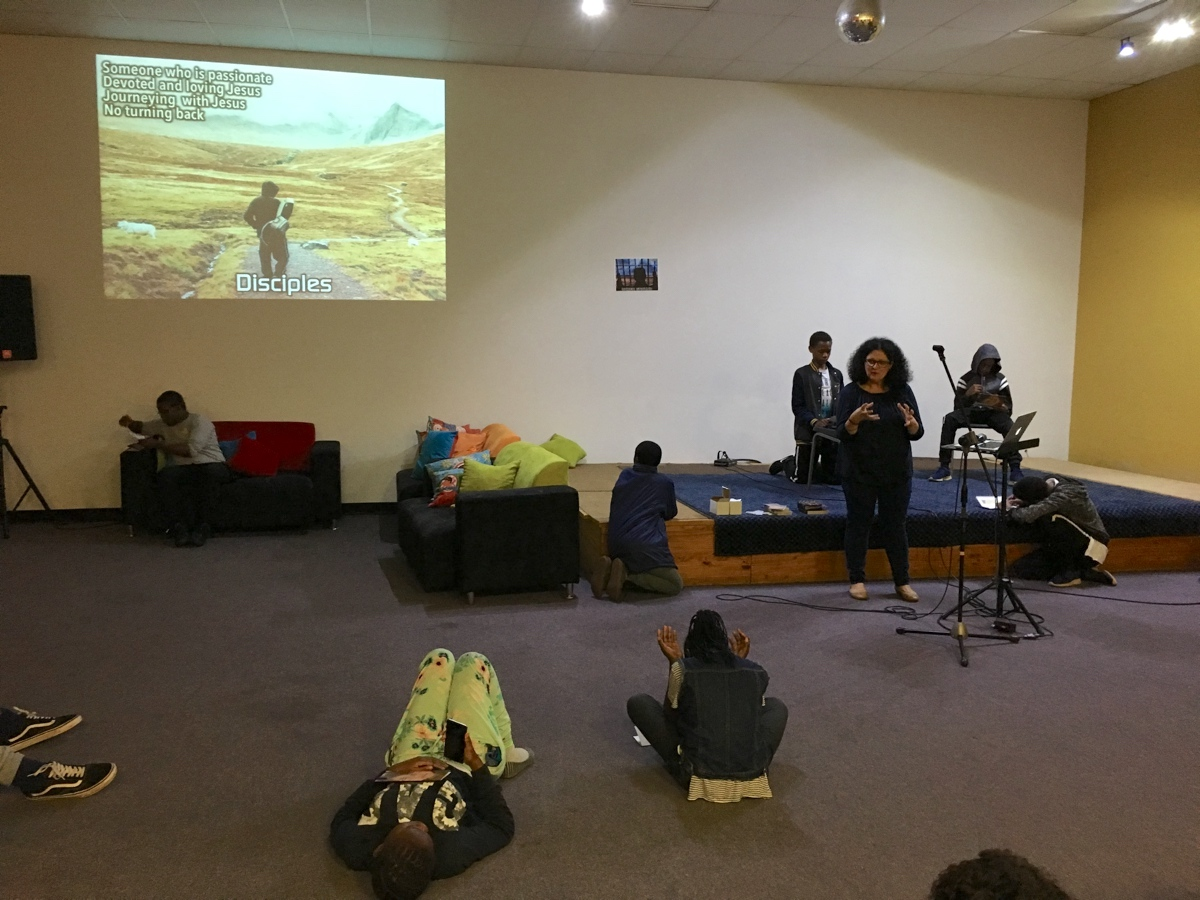 Someone who is passionate
Devoted and loving Jesus
Journeying with Jesus
No turning back
Disciples